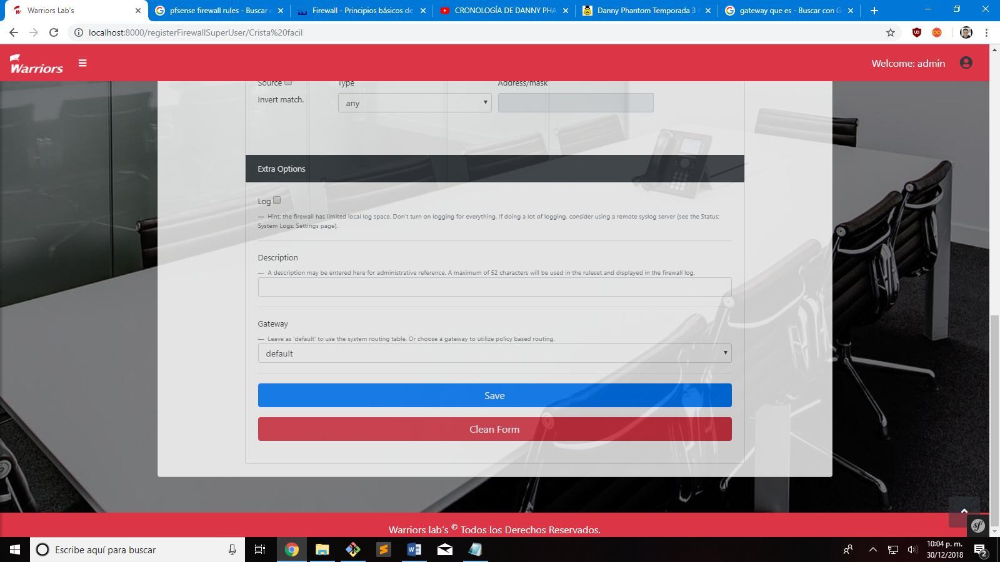 Warriors Lab's
pfsense firewall rules - Buscar c
Firewall - Principios básicos de
CRONOLOGÍA DE DANNY PHA
Danny Phantom Temporada 3
gateway que es - Buscar con G
localhost:8000/registerFirewallSuperUser/Crista%20facil
Warriors
Welcome: admin
Source
Type
Address/mask
Invert match.
any
Extra Options
Log
— Hint: the firewall has limited local log space. Don't turn on logging for everything. If doing a lot of logging, consider using a remote syslog server (see the Status:
System Logs: Settings page).
Description
— A description may be entered here for administrative reference. A maximum of 52 characters will be used in the ruleset and displayed in the firewall log.
Gateway
— Leave as 'default' to use the system routing table. Or choose a gateway to utilize policy based routing.
default
Save
Clean Form
Warriors lab's © Todos los Derechos Reservados.
sf
Escribe aquí para buscar
10:04 p. m.
30/12/2018
2